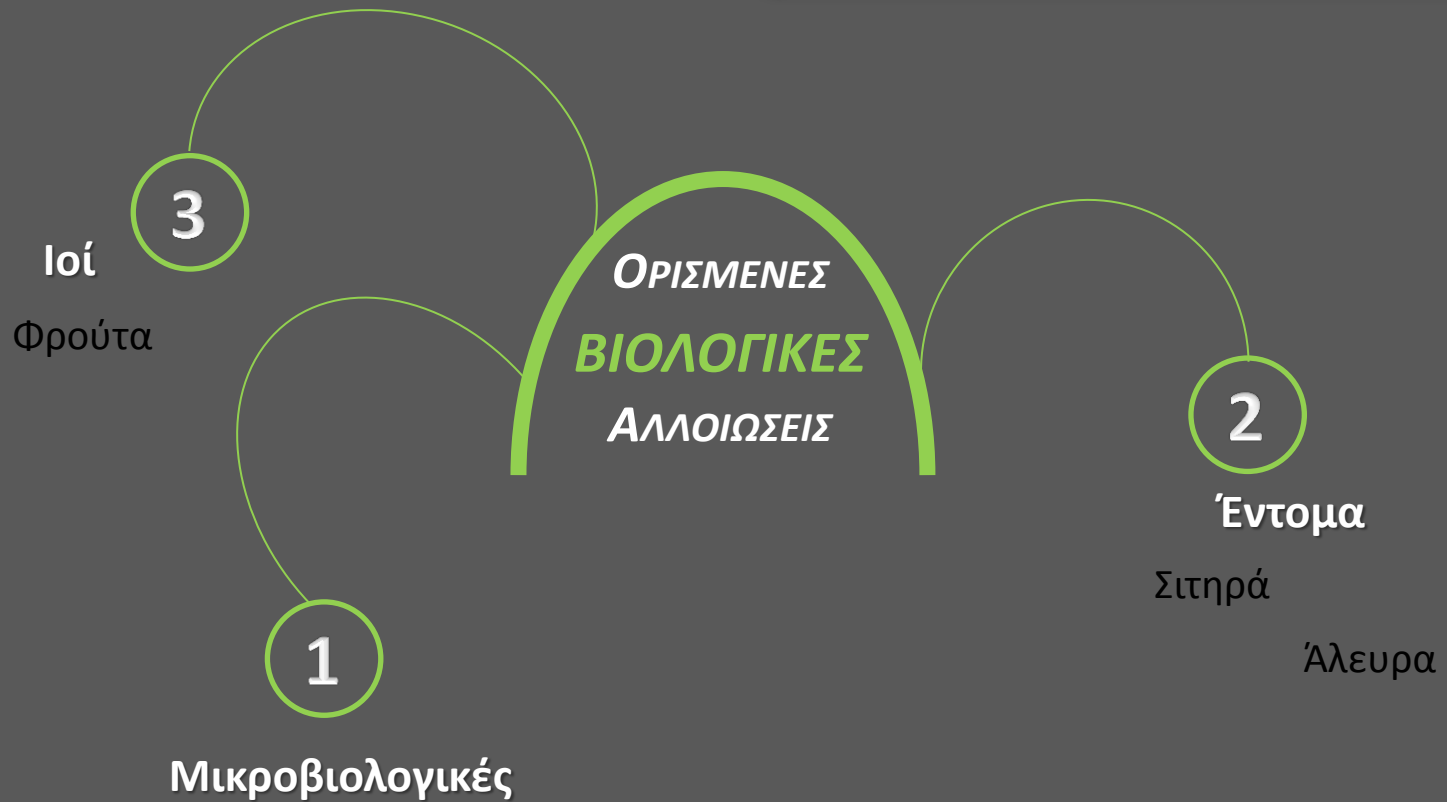 ΟΡΙΣΜΕΝΕΣ
ΒΙΟΛΟΓΙΚΕΣ
ΑΛΛΟΙΩΣΕΙΣ
1
Μικροβιολογικές
2
Έντομα
Σιτηρά
Άλευρα
3
Ιοί
Φρούτα